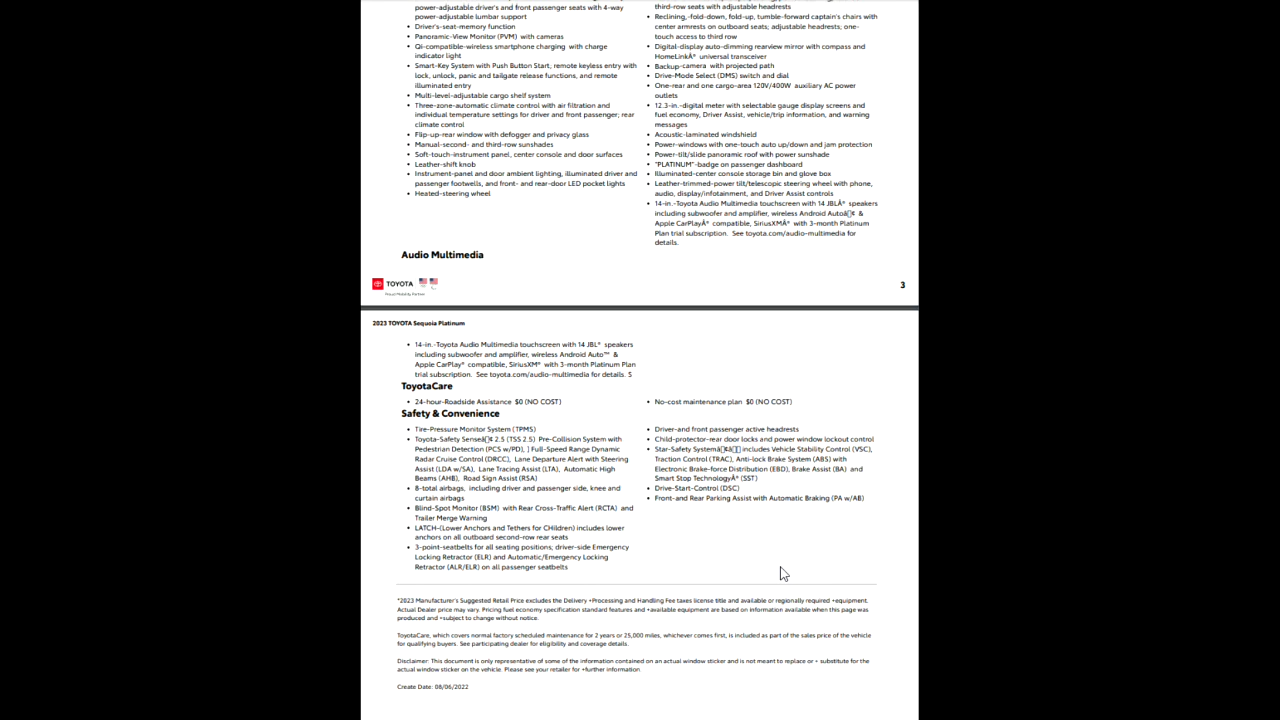 power-adjustable driver's and front passenger seats with 4-way
power-adjustable lumbar support
• Driver's-seat-memory function
• Panoramic-View Monitor (PVM) with cameras
• Qi-compatible-wireless smartphone charging with charge
indicator light
• Smart-Key System with Push Button Start, remote keyless entry with
lock, unlock, panic and tailgate release functions, and remote
illuminated entry
• Multi-level-adjustable cargo shelf system
• Three-zone-automatic climate control with air filtration and
individual temperature settings for driver and front passenger; rear
climate control
• Flip-up-rear window with defogger and privacy glass
• Manual-second- and third-row sunshades
• Soft-touch-instrument panel, center console and door surfaces
• Leather-shift knob
• Instrument-panel and door ambient lighting, illuminated driver and
passenger footwells, and front- and rear-door LED pocket lights
• Heated-steering wheel
third-row seats with adjustable headrests
• Reclining,-fold-down, fold-up, tumble-forward captain's chairs with
center armrests on outboard seats; adjustable headrests; one-
touch access to third row
• Digital-display auto-dimming rearview mirror with compass and
HomeLinkÂ® universal transceiver
• Backup-camera with projected path
• Drive-Mode Select (DMS) switch and dial
• One-rear and one cargo-area 120V/400W auxiliary AC power
outlets
• 12.3-in.-digital meter with selectable gauge display screens and
fuel economy, Driver Assist, vehicle/trip information, and warning
messages
• Acoustic-laminated windshield
• Power-windows with one-touch auto up/down and jam protection
• Power-tilt/slide panoramic roof with power sunshade
• "PLATINUM"-badge on passenger dashboard
• Illuminated-center console storage bin and glove box
• Leather-trimmed-power tilt/telescopic steering wheel with phone,
audio, display/infotainment, and Driver Assist controls
• 14-in.-Toyota Audio Multimedia touchscreen with 14 JBLÂ® speakers
including subwoofer and amplifier, wireless Android Autoâ¢ &
Apple CarPlayÂ® compatible, SiriusXMÂ® with 3-month Platinum
Plan trial subscription. See toyota.com/audio-multimedia for
details.
Audio Multimedia
TOYOTA
3
2023 TOYOTA Sequoia Platinum
• 14-in.-Toyota Audio Multimedia touchscreen with 14 JBL® speakers
including subwoofer and amplifier, wireless Android Auto™ &
Apple CarPlay® compatible, SiriusXM® with 3-month Platinum Plan
trial subscription. See toyota.com/audio-multimedia for details. S
ToyotaCare
• 24-hour-Roadside Assistance $0 (NO COST)
• No-cost maintenance plan $0 (NO COST)
Safety & Convenience
• Tire-Pressure Monitor System (TPMS)
• Toyota-Safety Senseâ¢ 2.5 (TSS 2.5) Pre-Collision System with
Pedestrian Detection (PCS w/PD), ] Full-Speed Range Dynamic
Radar Cruise Control (DRCC), Lane Departure Alert with Steering
Assist (LDA w/SA), Lane Tracing Assist (LTA), Automatic High
Beams (AHB), Road Sign Assist (RSA)
• 8-total airbags, including driver and passenger side, knee and
curtain airbags
• Blind-Spot Monitor (BSM) with Rear Cross-Traffic Alert (RCTA) and
Trailer Merge Warning
• LATCH-(Lower Anchors and Tethers for CHildren) includes lower
anchors on all outboard second-row rear seats
• 3-point-seatbelts for all seating positions; driver-side Emergency
Locking Retractor (ELR) and Automatic/Emergency Locking
Retractor (ALR/ELR) on all passenger seatbelts
• Driver-and front passenger active headrests
• Child-protector-rear door locks and power window lockout control
• Star-Safety Systemâ¢â includes Vehicle Stability Control (VSC),
Traction Control (TRAC), Anti-lock Brake System (ABS) with
Electronic Brake-force Distribution (EBD), Brake Assist (BA) and
Smart Stop TechnologyÂ® (SST)
• Drive-Start-Control (DSC)
• Front-and Rear Parking Assist with Automatic Braking (PA w/AB)
*2023 Manufacturer's Suggested Retail Price excludes the Delivery •Processing and Handling Fee taxes license title and available or regionally required •equipment.
Actual Dealer price may vary. Pricing fuel economy specification standard features and •available equipment are based on information available when this page was
produced and •subject to change without notice.
ToyotaCare, which covers normal factory scheduled maintenance for 2 years or 25,000 miles, whichever comes first, is included as part of the sales price of the vehicle
for qualifying buyers. See participating dealer for eligibility and coverage details.
Disclaimer: This document is only representative of some of the information contained on an actual window sticker and is not meant to replace or • substitute for the
actual window sticker on the vehicle. Please see your retailer for •further information.
Create Date: 08/06/2022